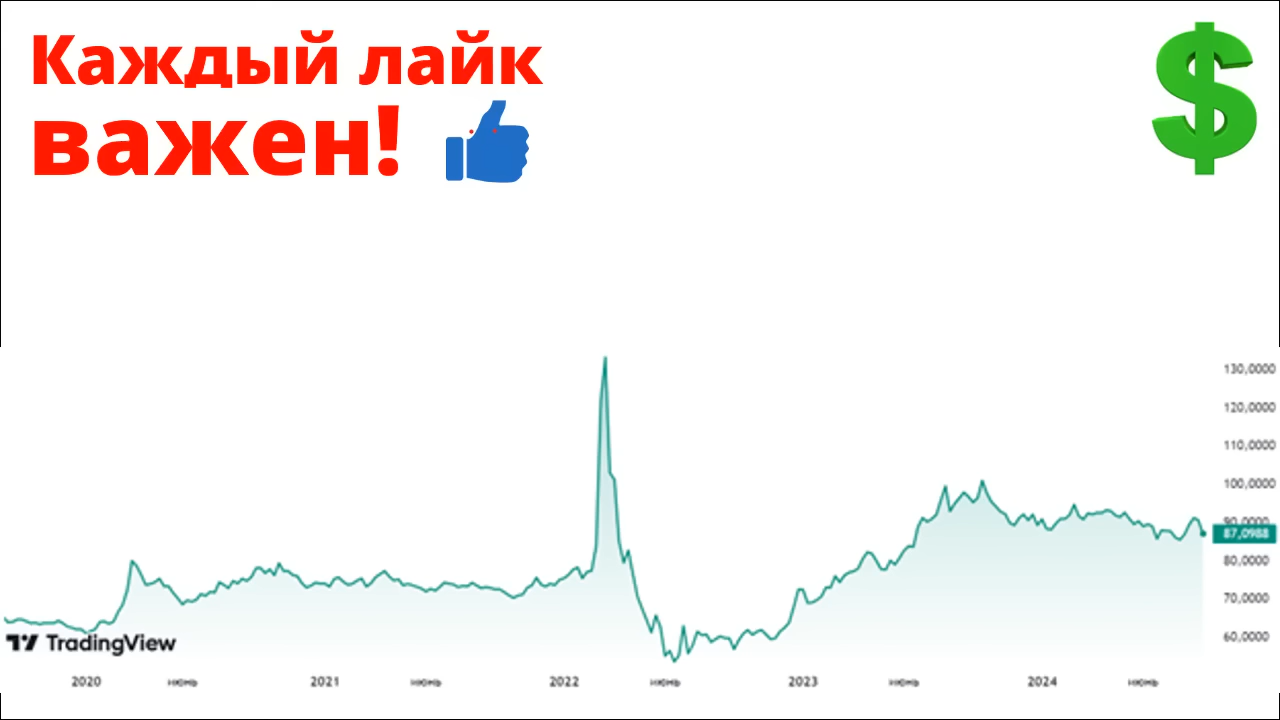 Каждый лайк
важен!
130,0000
120,0000
110,0000
100,0000
90,0000
87,0988
80,0000
70,0000
60,0000
TradingView
2020 июнь 2021 июнь 2022 июнь 2023 июнь 2024 июнь